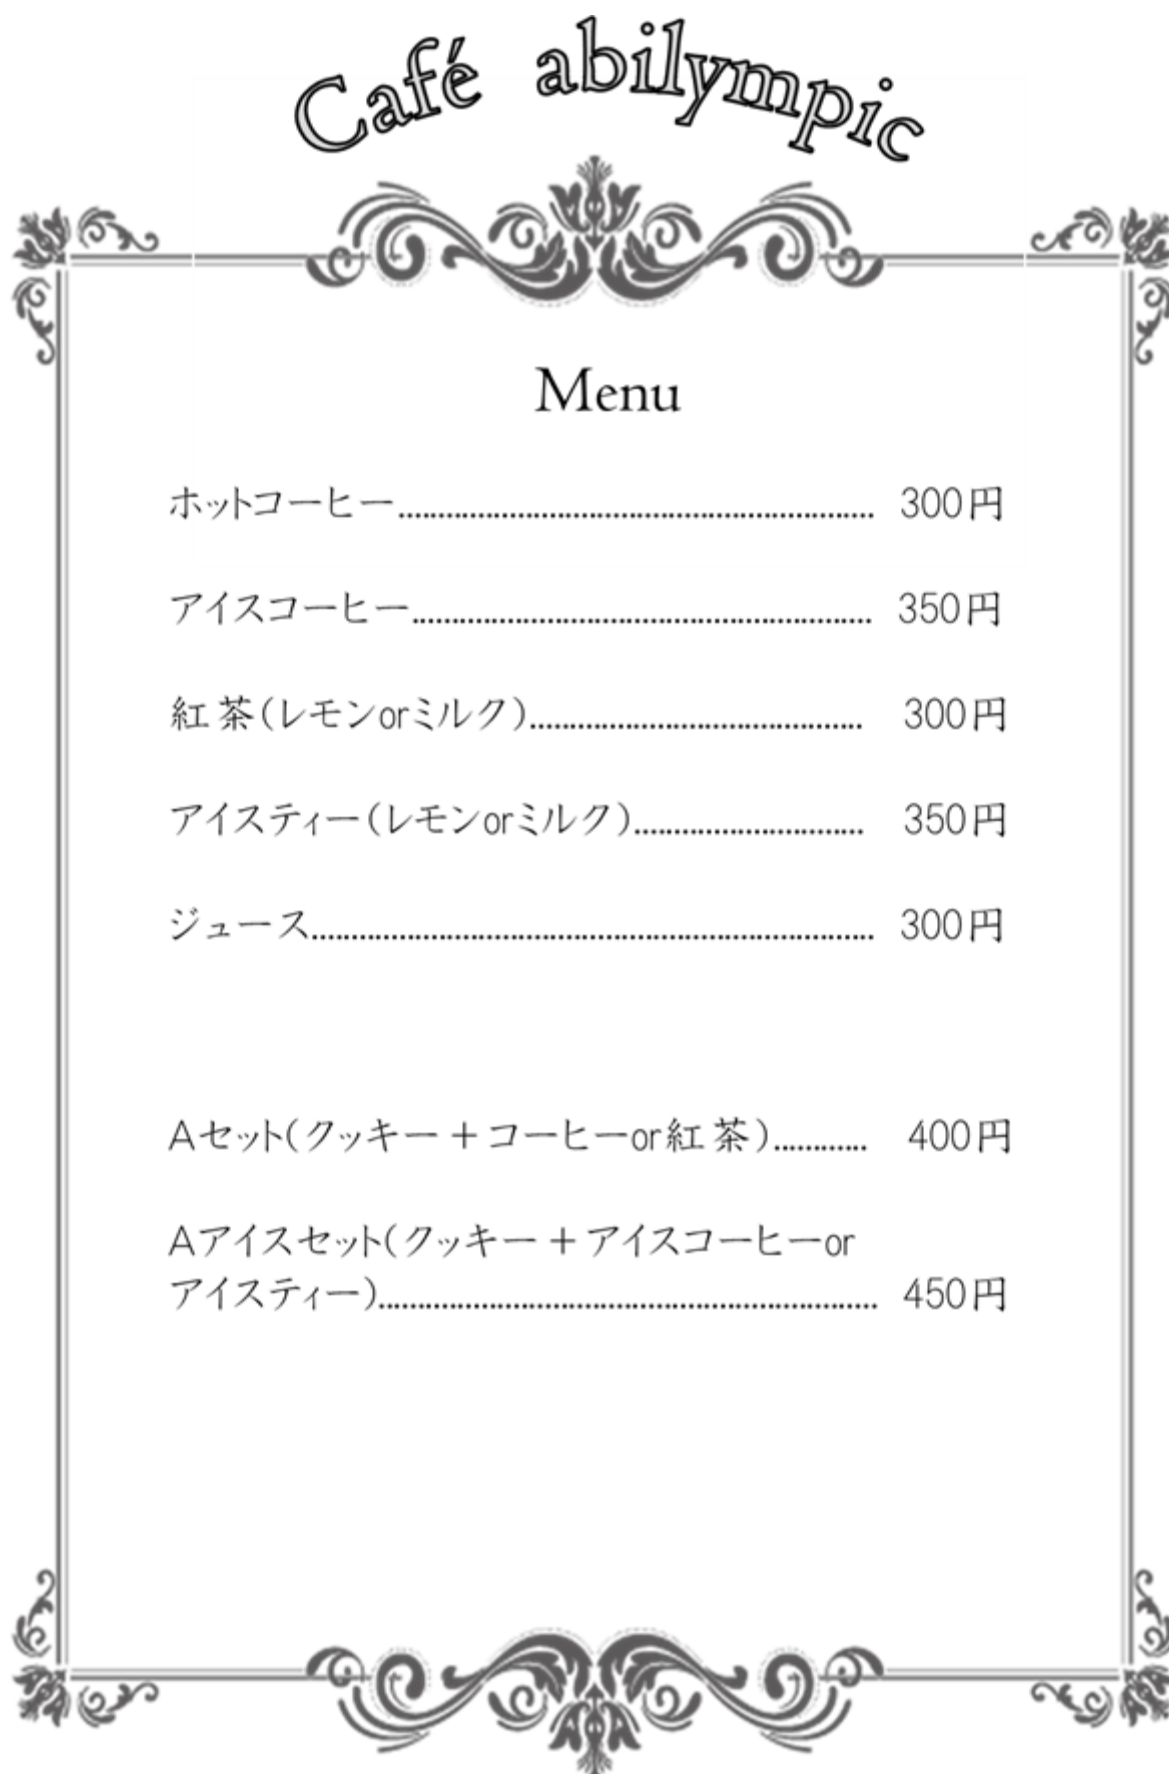 Café abilympic
Menu
ホットコーヒー............................................................ 300円
アイスコーヒー.......................................................... 350円
紅茶(レモンorミルク).......................................... 300円
アイスティー(レモンorミルク)............................. 350円
ジュース....................................................................... 300円
Aセット(クッキー+コーヒーor紅茶)............ 400円
Aアイスセット(クッキー+アイスコーヒーor
アイスティー)............................................................... 450円